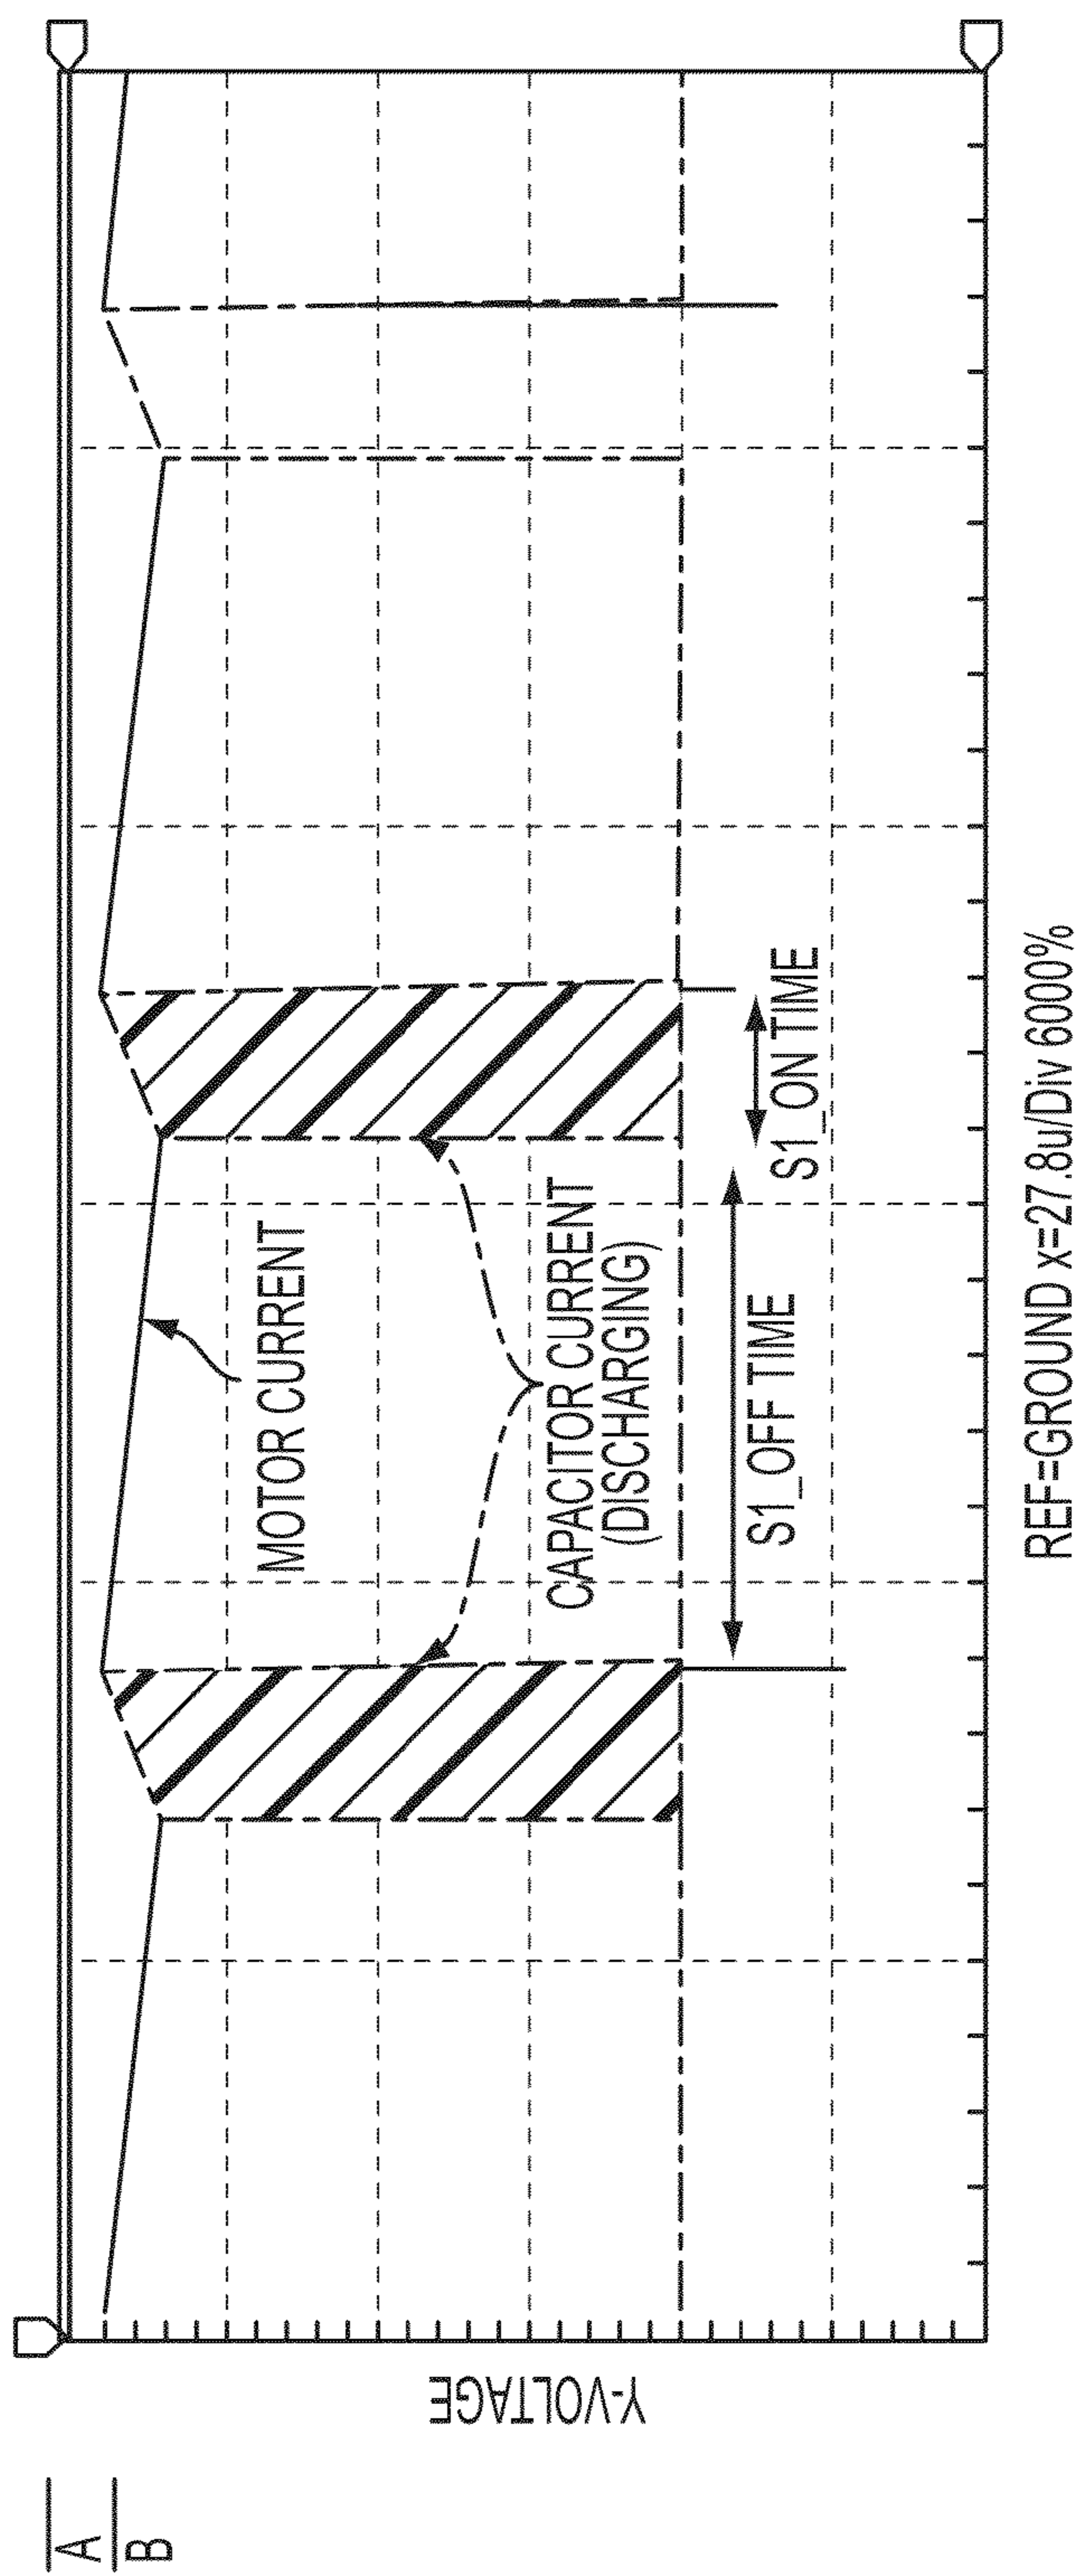 A
B
Y-VOLTAGE
MOTOR CURRENT
CAPACITOR CURRENT
(DISCHARGING)
S1_OFF TIME
S1_ON TIME
REF=GROUND x=27.8u/Div 6000%